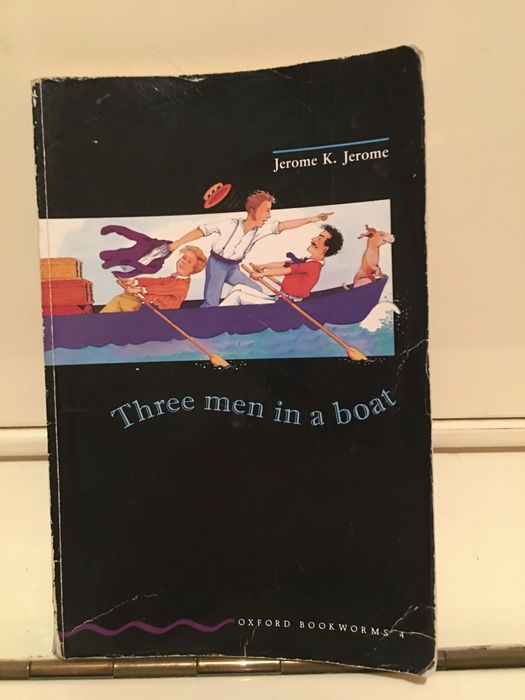 Jerome K. Jerome
Three men in a boat
OXFORD BOOKWORMS 4